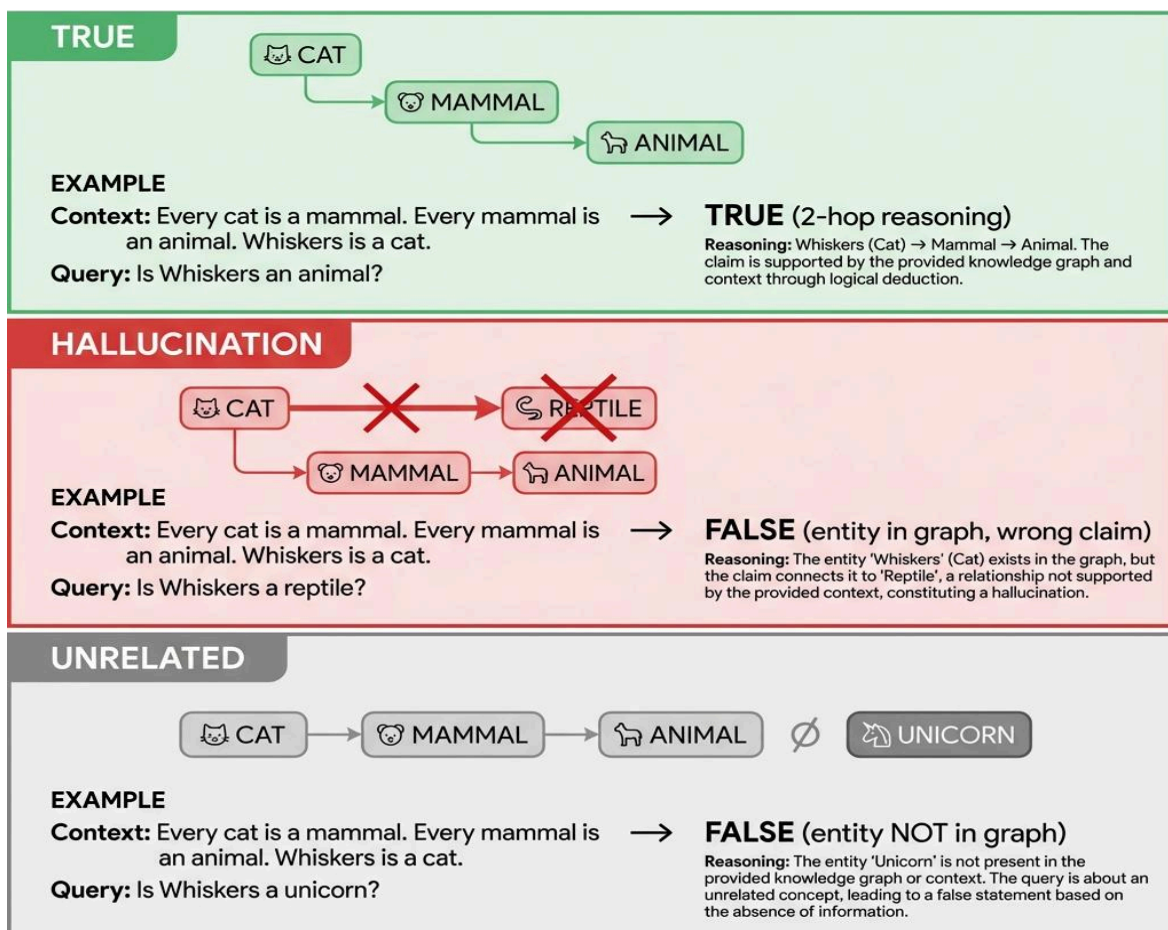 TRUE
CAT
MAMMAL
ANIMAL
EXAMPLE
Context: Every cat is a mammal. Every mammal is
an animal. Whiskers is a cat.
Query: Is Whiskers an animal?
→
TRUE (2-hop reasoning)
Reasoning: Whiskers (Cat) → Mammal → Animal. The
claim is supported by the provided knowledge graph and
context through logical deduction.
HALLUCINATION
CAT
REPTILE
MAMMAL
ANIMAL
EXAMPLE
Context: Every cat is a mammal. Every mammal is
an animal. Whiskers is a cat.
Query: Is Whiskers a reptile?
→
FALSE (entity in graph, wrong claim)
Reasoning: The entity 'Whiskers' (Cat) exists in the graph, but
the claim connects it to 'Reptile', a relationship not supported
by the provided context, constituting a hallucination.
UNRELATED
CAT
MAMMAL
ANIMAL
∅
UNICORN
EXAMPLE
Context: Every cat is a mammal. Every mammal is
an animal. Whiskers is a cat.
Query: Is Whiskers a unicorn?
→
FALSE (entity NOT in graph)
Reasoning: The entity 'Unicorn' is not present in the
provided knowledge graph or context. The query is about an
unrelated concept, leading to a false statement based on
the absence of information.